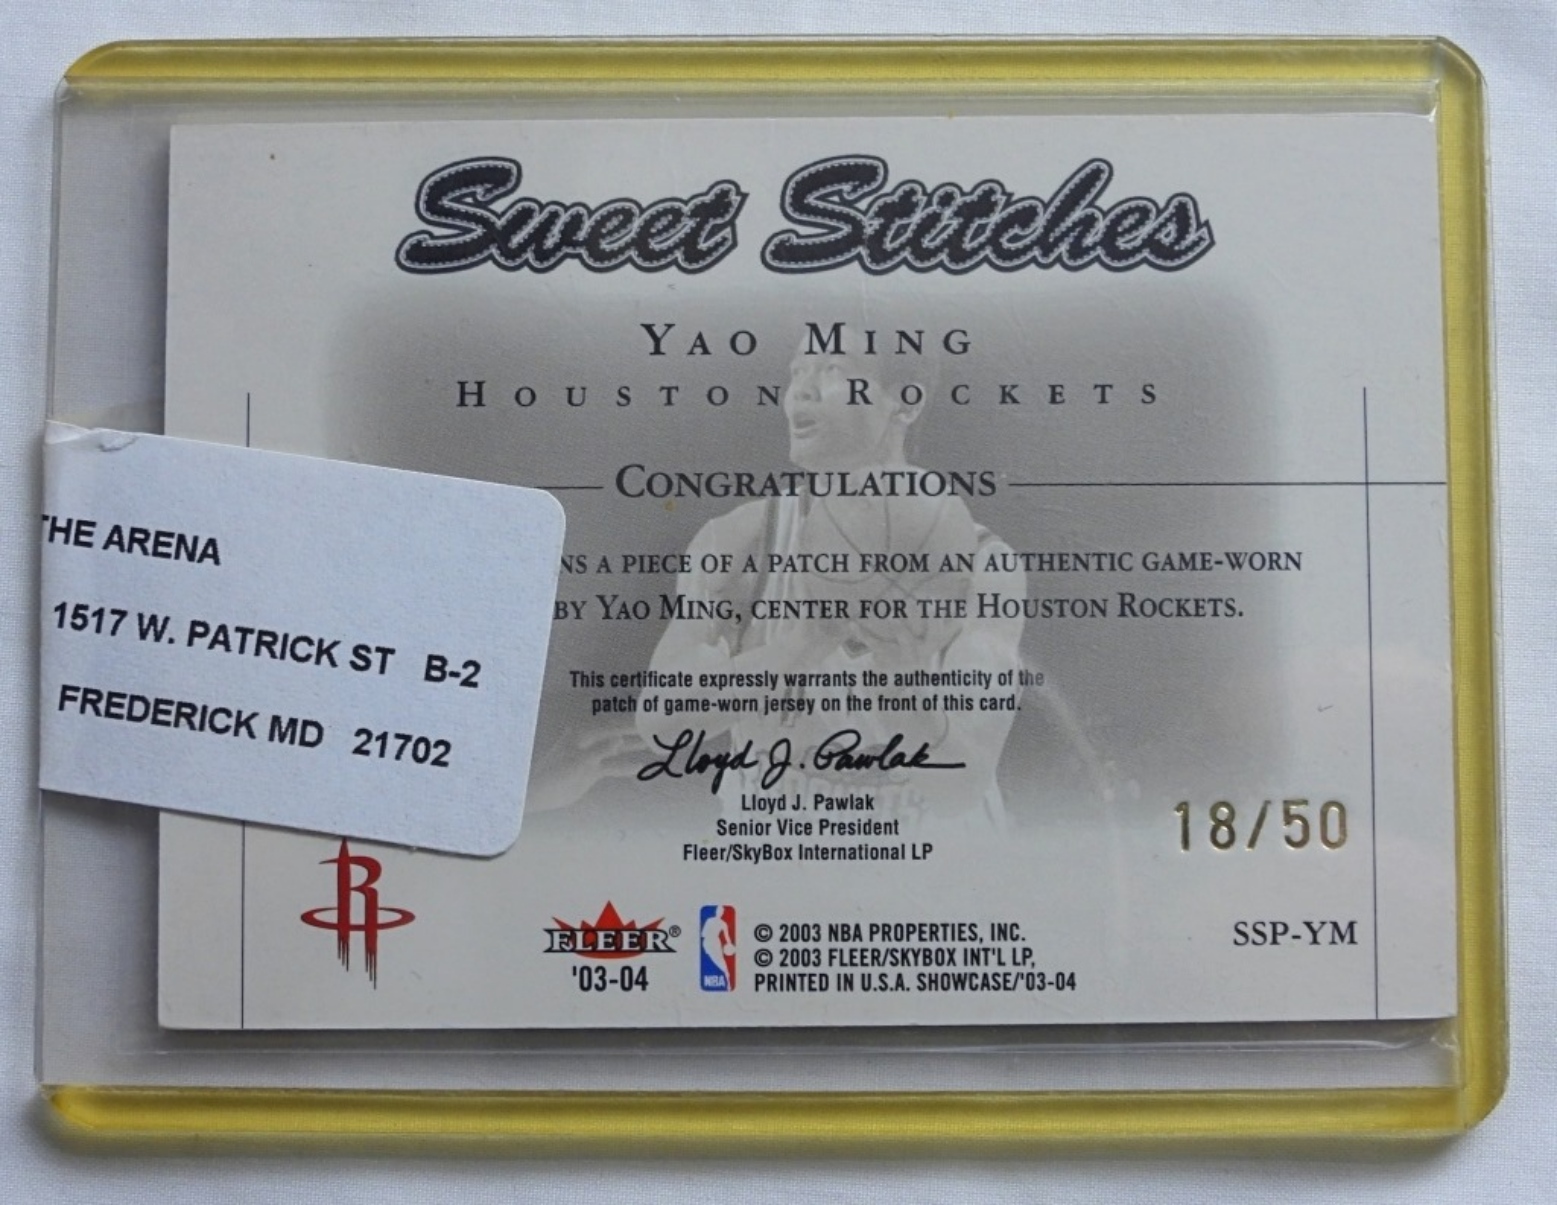 Sweet Stitches
YAO MING
HOUSTON ROCKETS
CONGRATULATIONS
A PIECE OF A PATCH FROM AN AUTHENTIC GAME-WORN
BY YAO MING, CENTER FOR THE HOUSTON ROCKETS.
This certificate expressly warrants the authenticity of the
patch of game-worn jersey on the front of this card.
Lloyd J. Pawlak
Lloyd J. Pawlak
Senior Vice President
Fleer/SkyBox International LP
18/50
THE ARENA
1517 W. PATRICK ST B-2
FREDERICK MD 21702
R
FLEER®
'03-04
NBA
© 2003 NBA PROPERTIES, INC.
© 2003 FLEER/SKYBOX INT'L LP,
PRINTED IN U.S.A. SHOWCASE/'03-04
SSP-YM